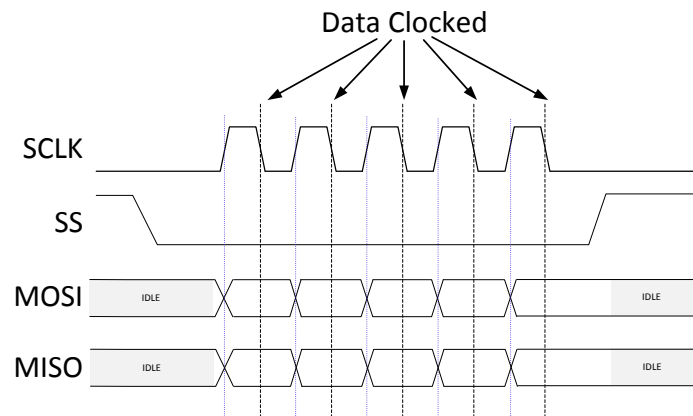 Data Clocked
SCLK
SS
MOSI
IDLE
IDLE
MISO
IDLE
IDLE